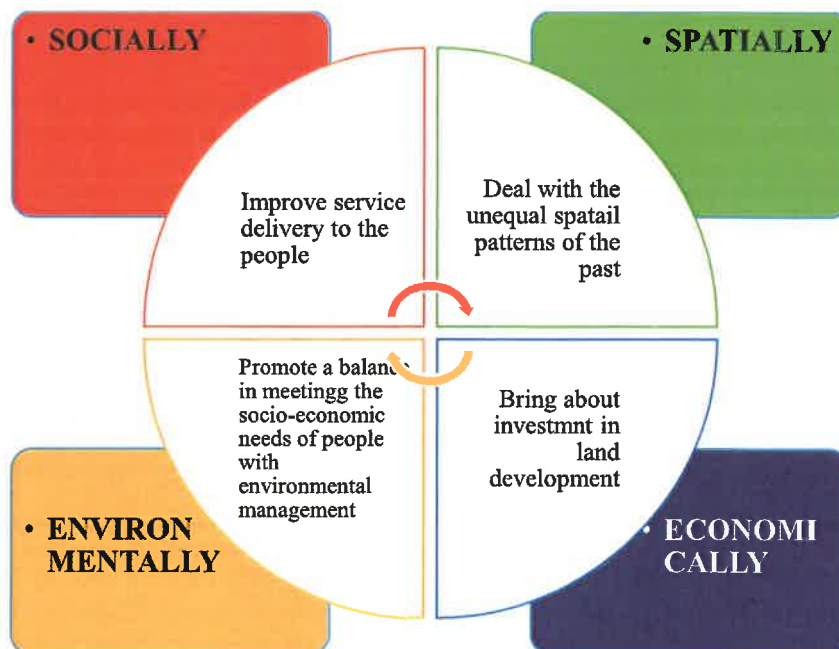 • SOCIALLY
• SPATIALLY
Improve service
delivery to the
people
Deal with the
unequal spatail
patterns of the
past
Promote a balance
in meetingg the
socio-economic
needs of people
with
environmental
management
Bring about
investmnt in
land
development
• ENVIRON
MENTALLY
• ECONOMI
CALLY